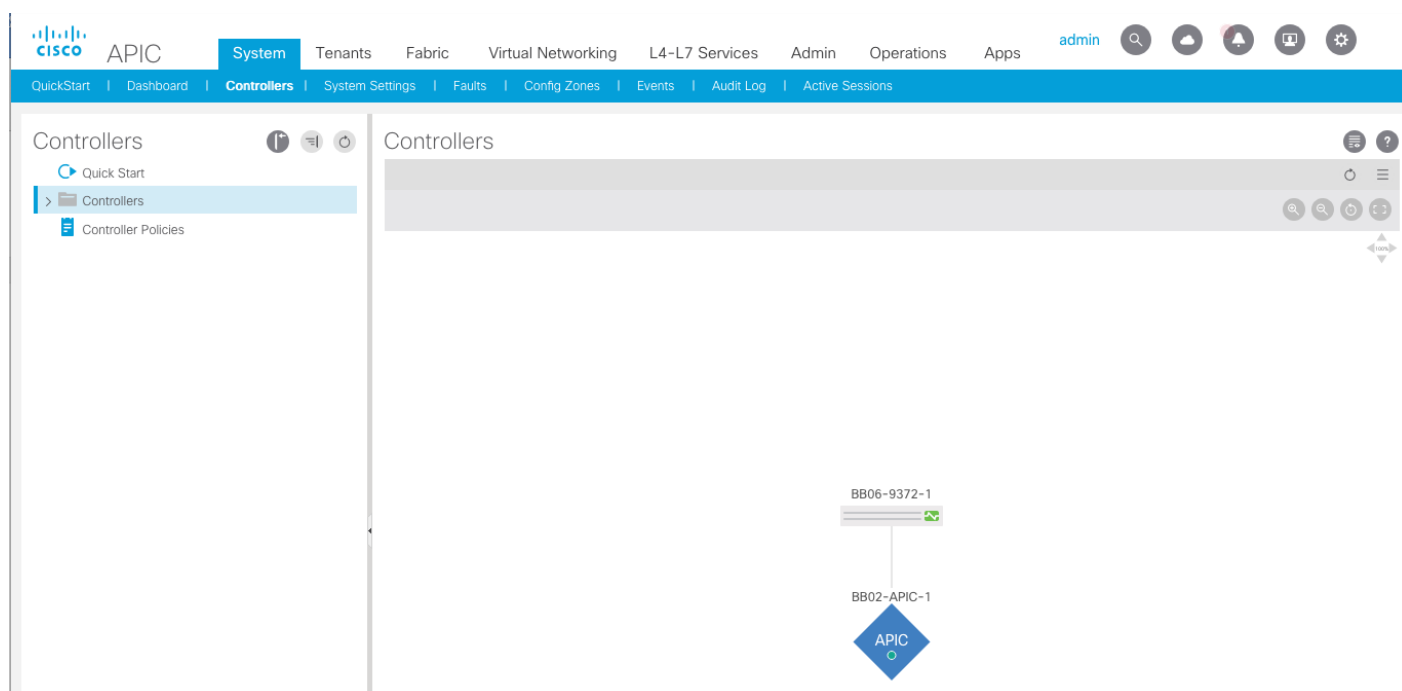 CISCO APIC System Tenants Fabric Virtual Networking L4-L7 Services Admin Operations Apps admin
QuickStart | Dashboard | Controllers | System Settings | Faults | Config Zones | Events | Audit Log | Active Sessions
Controllers
Quick Start
Controllers
Controller Policies
Controllers
?
100%
BB06-9372-1
BB02-APIC-1
APIC